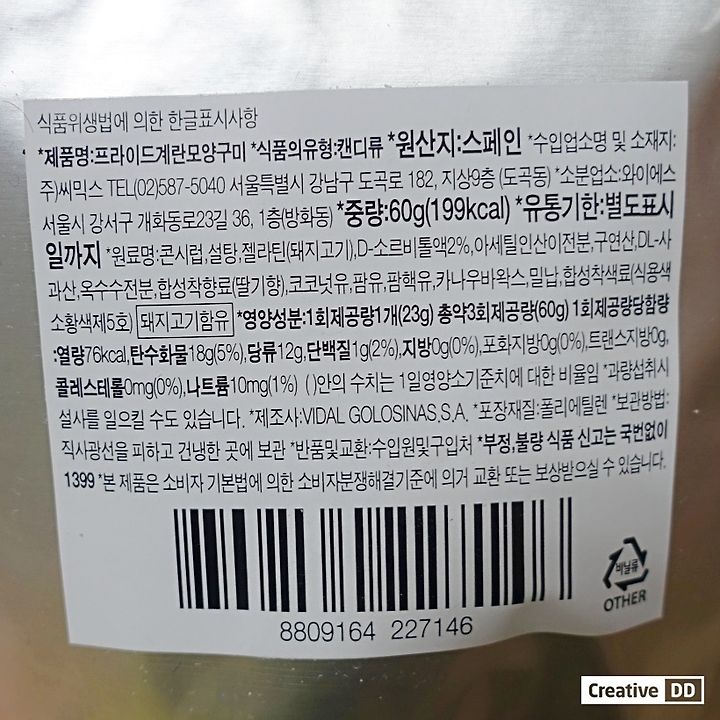 식품위생법에 의한 한글표시사항
*제품명:프라이드계란모양구미 *식품의유형:캔디류 *원산지:스페인 *수입업소명 및 소재지:
주)씨믹스 TEL(02)587-5040 서울특별시 강남구 도곡로 182, 지상9층 (도곡동) *소분업소:와이에스
서울시 강서구 개화동로23길 36, 1층(방화동) *중량:60g(199kcal) *유통기한:별도표시
일까지 *원료명:콘시럽,설탕,젤라틴(돼지고기),D-소르비톨액2%,아세틸인산이전분,구연산,DL-사
과산,옥수수전분,합성착향료(딸기향),코코넛유,팜유,팜핵유,카나우바왁스,밀납,합성착색료(식용색
소황색제5호) 돼지고기함유 *영양성분:1회제공량1개(23g) 총약3회제공량(60g) 1회제공량당함량
:열량76kcal,탄수화물18g(5%),당류12g,단백질1g(2%),지방0g(0%),포화지방0g(0%),트랜스지방0g,
콜레스테롤0mg(0%),나트륨10mg(1%) ( )안의 수치는 1일영양소기준치에 대한 비율임 *과량섭취시
설사를 일으킬 수도 있습니다. *제조사:VIDAL GOLOSINAS,S.A. *포장재질:폴리에틸렌 *보관방법:
직사광선을 피하고 건냉한 곳에 보관 *반품및교환:수입원및구입처 *부정,불량 식품 신고는 국번없이
1399 *본 제품은 소비자 기본법에 의한 소비자분쟁해결기준에 의거 교환 또는 보상받으실 수 있습니다.
비닐류
OTHER
8809164 227146
Creative DD